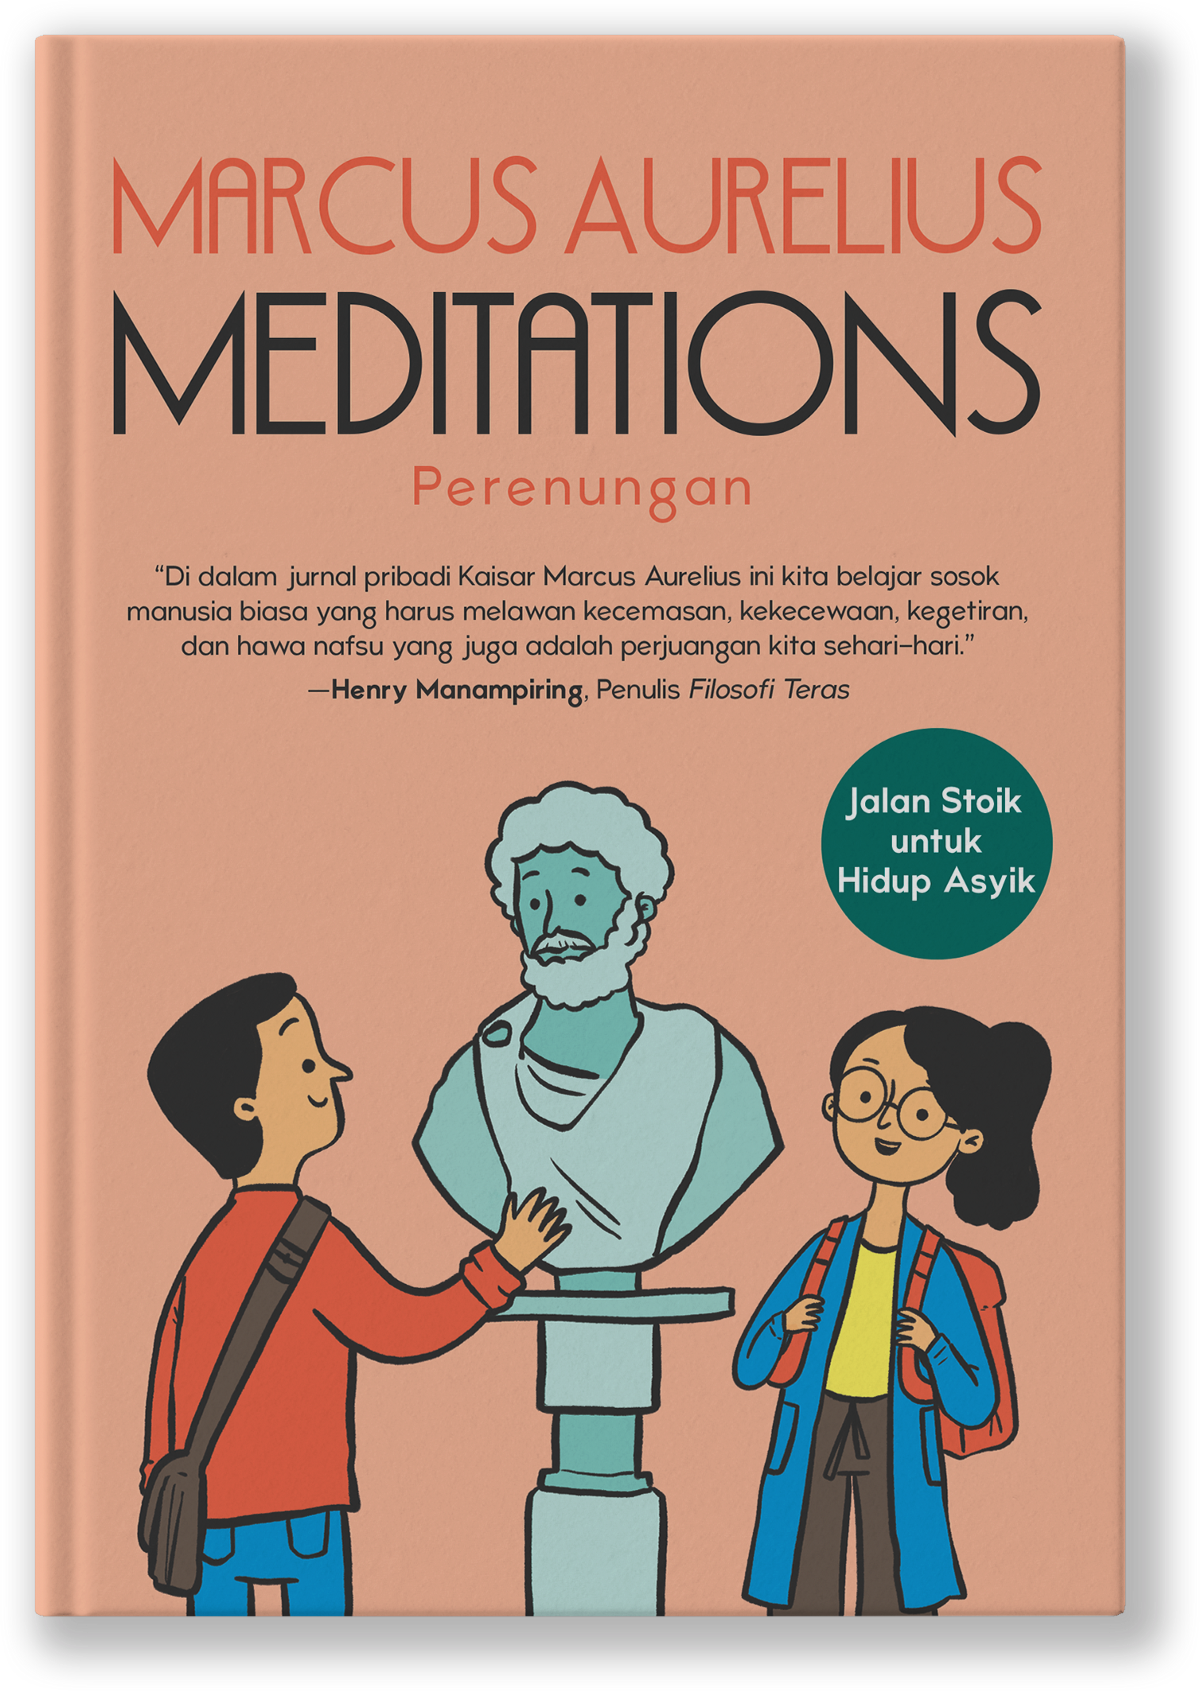 MARCUS AURELIUS
MEDITATIONS
Perenungan
“Di dalam jurnal pribadi Kaisar Marcus Aurelius ini kita belajar sosok
manusia biasa yang harus melawan kecemasan, kekecewaan, kegetiran,
dan hawa nafsu yang juga adalah perjuangan kita sehari-hari.”
—Henry Manampiring, Penulis Filosofi Teras
Jalan Stoik
untuk
Hidup Asyik